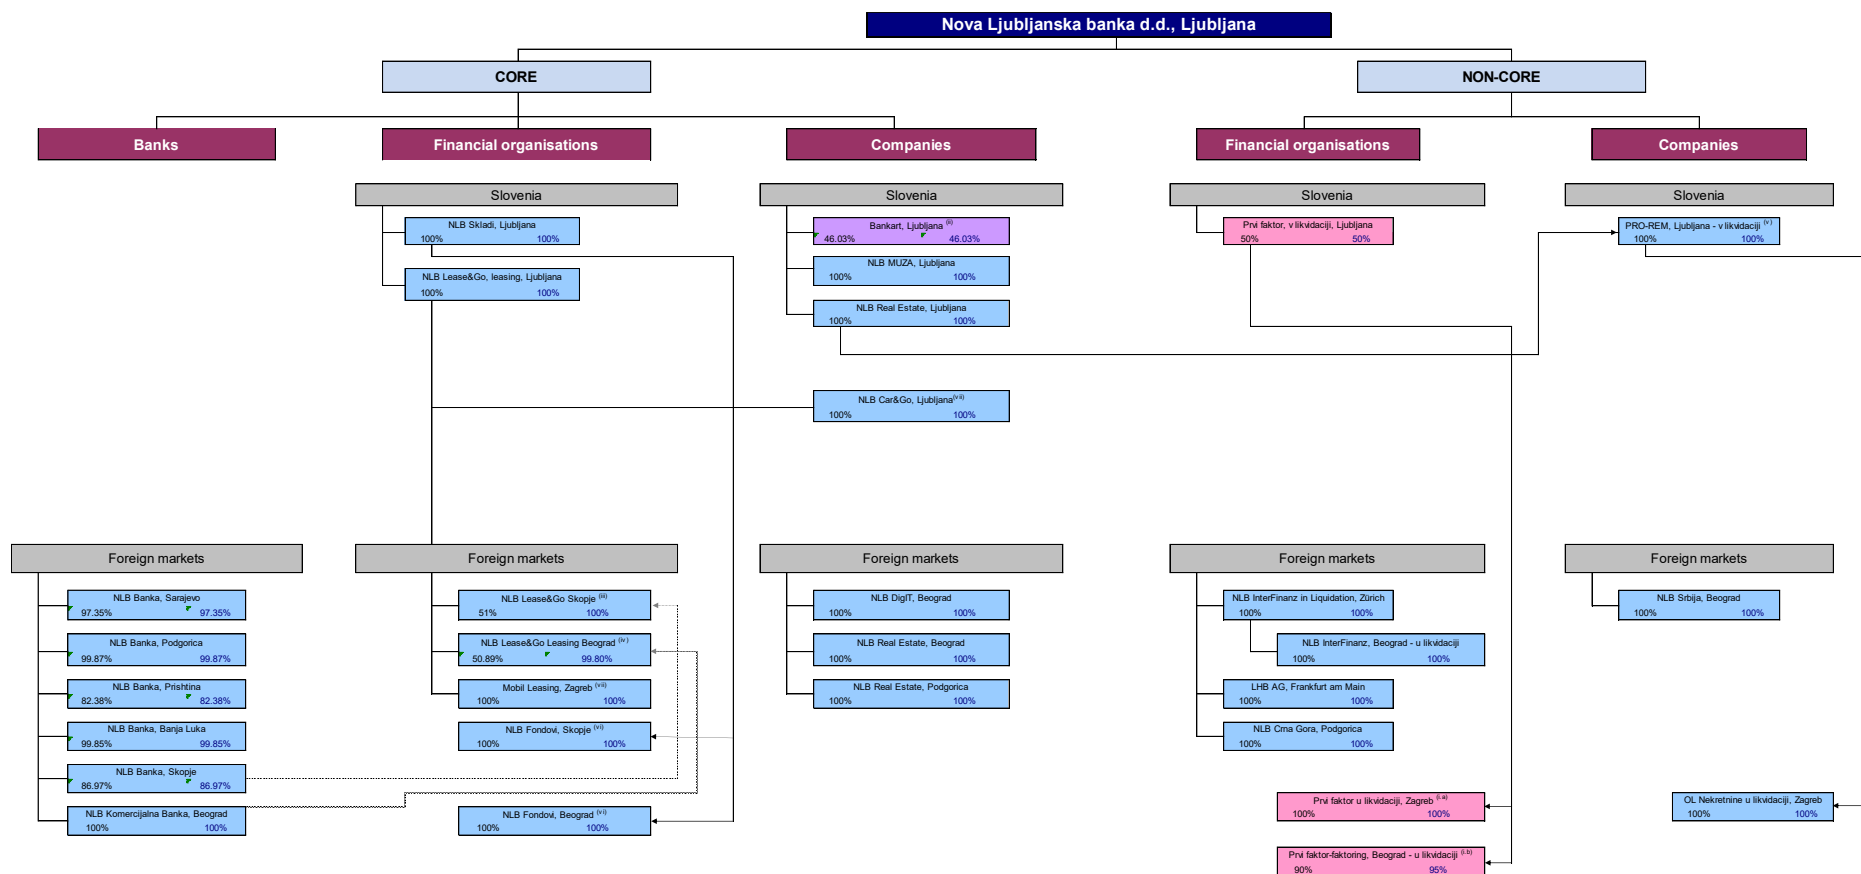 Nova Ljubljanska banka d.d., Ljubljana
CORE
NON-CORE
Banks
Financial organisations
Companies
Financial organisations
Companies
Slovenia
Slovenia
Slovenia
Slovenia
NLB Skladi, Ljubljana
100% 100%
NLB Lease&Go, leasing, Ljubljana
100% 100%
Bankart, Ljubljana (ii)
46.03% 46.03%
NLB MUZA, Ljubljana
100% 100%
NLB Real Estate, Ljubljana
100% 100%
NLB Car&Go, Ljubljana(vii)
100% 100%
Prvi faktor, v likvidaciji, Ljubljana
50% 50%
PRO-REM, Ljubljana - v likvidaciji (v)
100% 100%
Foreign markets
Foreign markets
Foreign markets
Foreign markets
Foreign markets
NLB Banka, Sarajevo
97.35% 97.35%
NLB Banka, Podgorica
99.87% 99.87%
NLB Banka, Prishtina
82.38% 82.38%
NLB Banka, Banja Luka
99.85% 99.85%
NLB Banka, Skopje
86.97% 86.97%
NLB Komercijalna Banka, Beograd
100% 100%
NLB Lease&Go Skopje (iii)
51% 100%
NLB Lease&Go Leasing Beograd (iv)
50.89% 99.80%
Mobil Leasing, Zagreb (vii)
100% 100%
NLB Fondovi, Skopje (vi)
100% 100%
NLB Fondovi, Beograd (vi)
100% 100%
NLB DigIT, Beograd
100% 100%
NLB Real Estate, Beograd
100% 100%
NLB Real Estate, Podgorica
100% 100%
NLB InterFinanz in Liquidation, Zürich
100% 100%
NLB InterFinanz, Beograd - u likvidaciji
100% 100%
LHB AG, Frankfurt am Main
100% 100%
NLB Crna Gora, Podgorica
100% 100%
Prvi faktor u likvidaciji, Zagreb (i.a)
100% 100%
Prvi faktor-faktoring, Beograd - u likvidaciji (i.b)
90% 95%
NLB Srbija, Beograd
100% 100%
OL Nekretnine u likvidaciji, Zagreb
100% 100%